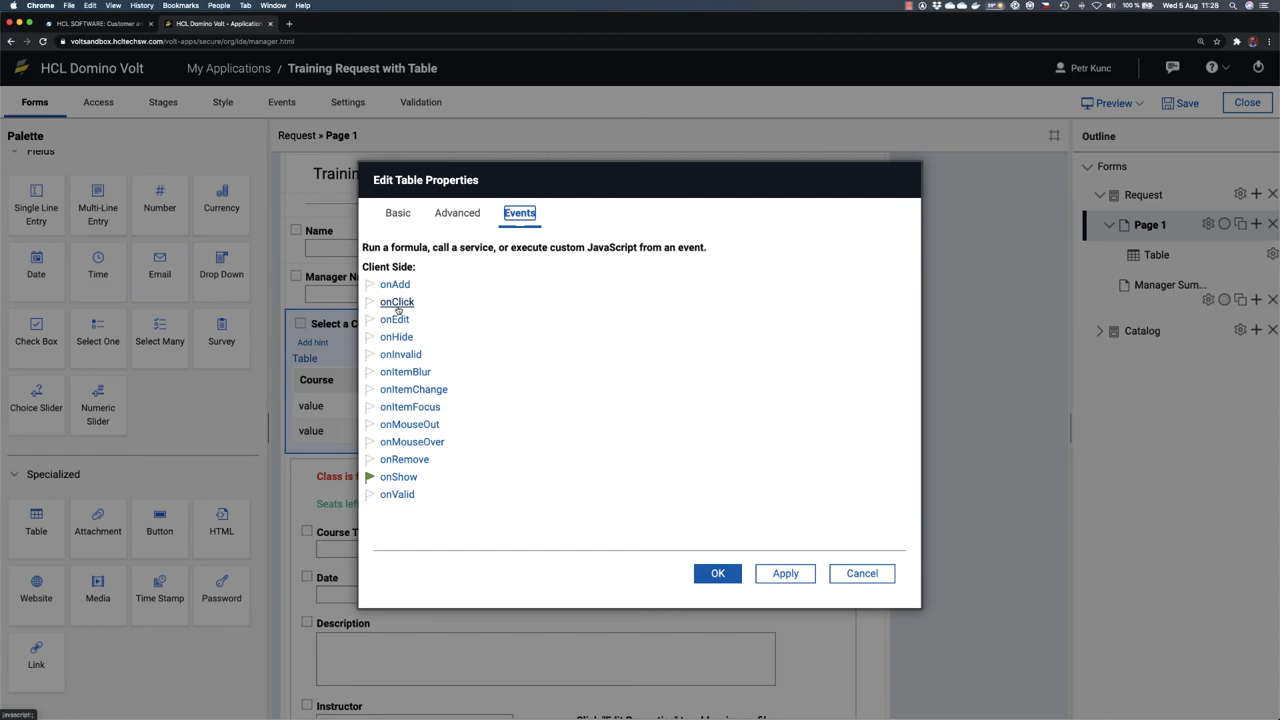 Chrome File Edit View History Bookmarks People Tab Window Help 100 % Wed 5 Aug 11:28
HCL SOFTWARE: Customer an HCL Domino Volt - Application
voltsandbox.hcltechsw.com/volt-apps/secure/org/ide/manager.html
HCL Domino Volt My Applications / Training Request with Table Petr Kunc
Forms Access Stages Style Events Settings Validation Preview Save Close
Palette
Request » Page 1
Outline
Fields
Single Line Entry
Multi-Line Entry
Number
Currency
Date
Time
Email
Drop Down
Check Box
Select One
Select Many
Survey
Choice Slider
Numeric Slider
Specialized
Table
Attachment
Button
HTML
Website
Media
Time Stamp
Password
Link
Name
Add hint
Table
Course
value
value
Date
Description
Instructor
Edit Table Properties
Basic Advanced Events
Run a formula, call a service, or execute custom JavaScript from an event.
Client Side:
onAdd
onClick
onEdit
onHide
onInvalid
onItemBlur
onItemChange
onItemFocus
onMouseOut
onMouseOver
onRemove
onShow
onValid
OK Apply Cancel
Forms
Request
Page 1
Table
Manager Sum...
Catalog
javascript:;